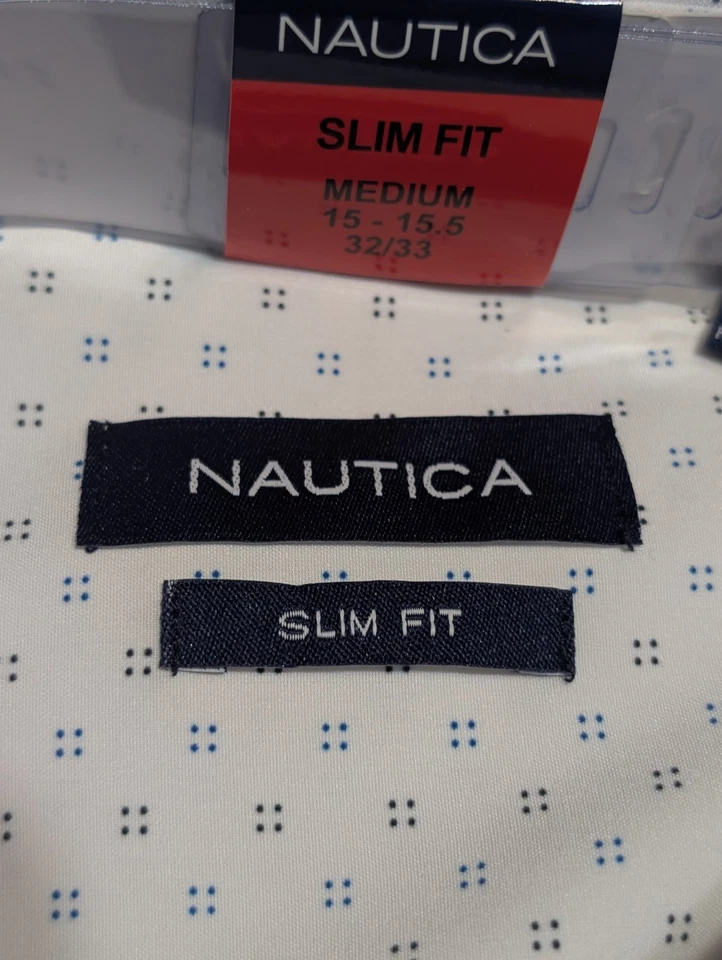 NAUTICA
SLIM FIT
MEDIUM
15 - 15.5
32/33
NAUTICA
SLIM FIT